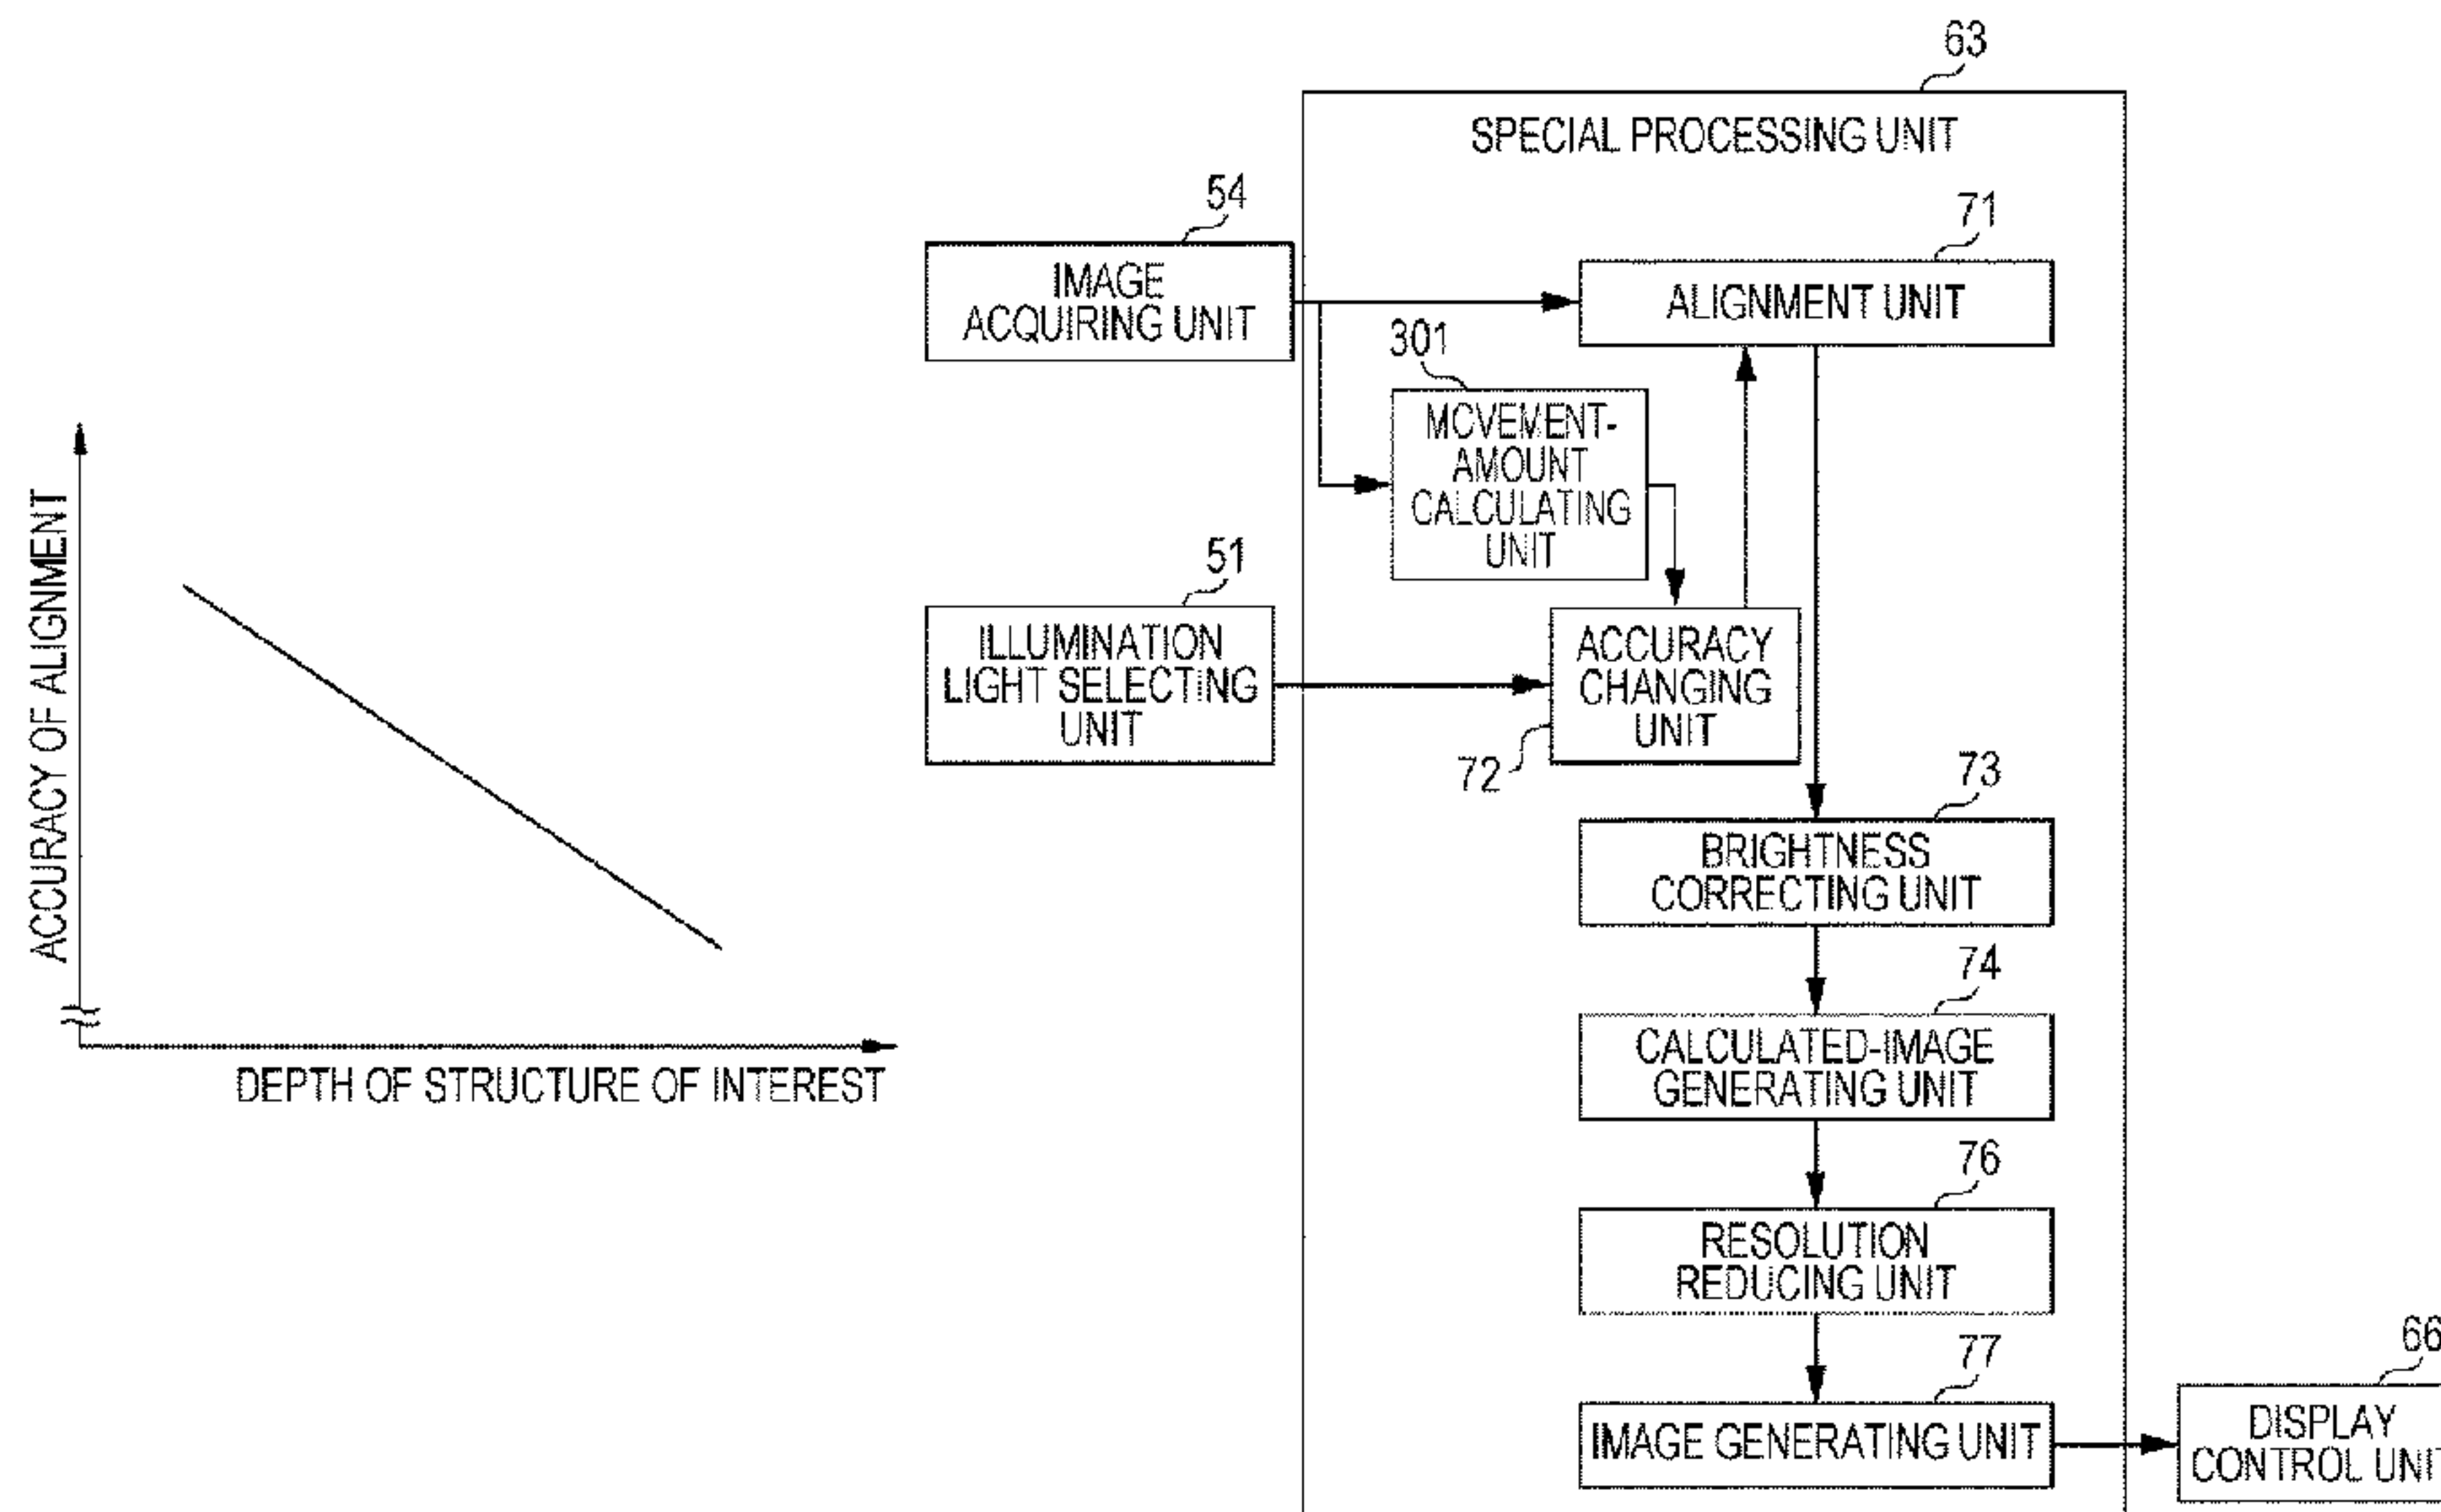 ACCURACY OF ALIGNMENT
DEPTH OF STRUCTURE OF INTEREST
63
SPECIAL PROCESSING UNIT
54
IMAGE
ACQUIRING UNIT
71
ALIGNMENT UNIT
301
MOVEMENT-
AMOUNT
CALCULATING
UNIT
51
ILLUMINATION
LIGHT SELECTING
UNIT
ACCURACY
CHANGING
UNIT
72
73
BRIGHTNESS
CORRECTING UNIT
74
CALCULATED-IMAGE
GENERATING UNIT
76
RESOLUTION
REDUCING UNIT
77
IMAGE GENERATING UNIT
66
DISPLAY
CONTROL UNIT